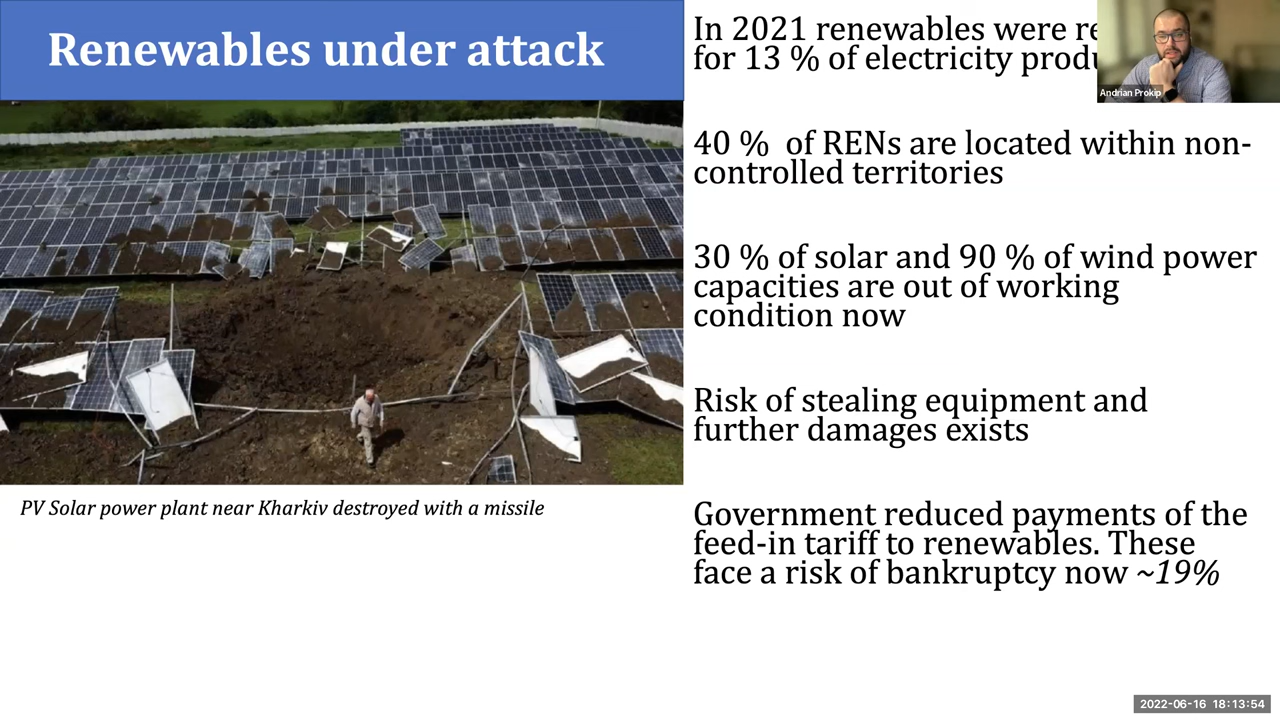 Renewables under attack
In 2021 renewables were
for 13 % of electricity
Andrian Prokip
40 %  of RENs are located within non-
controlled territories
30 % of solar and 90 % of wind power
capacities are out of working
condition now
Risk of stealing equipment and
further damages exists
PV Solar power plant near Kharkiv destroyed with a missile
Government reduced payments of the
feed-in tariff to renewables. These
face a risk of bankruptcy now ~19%
2022-06-16 18:13:54